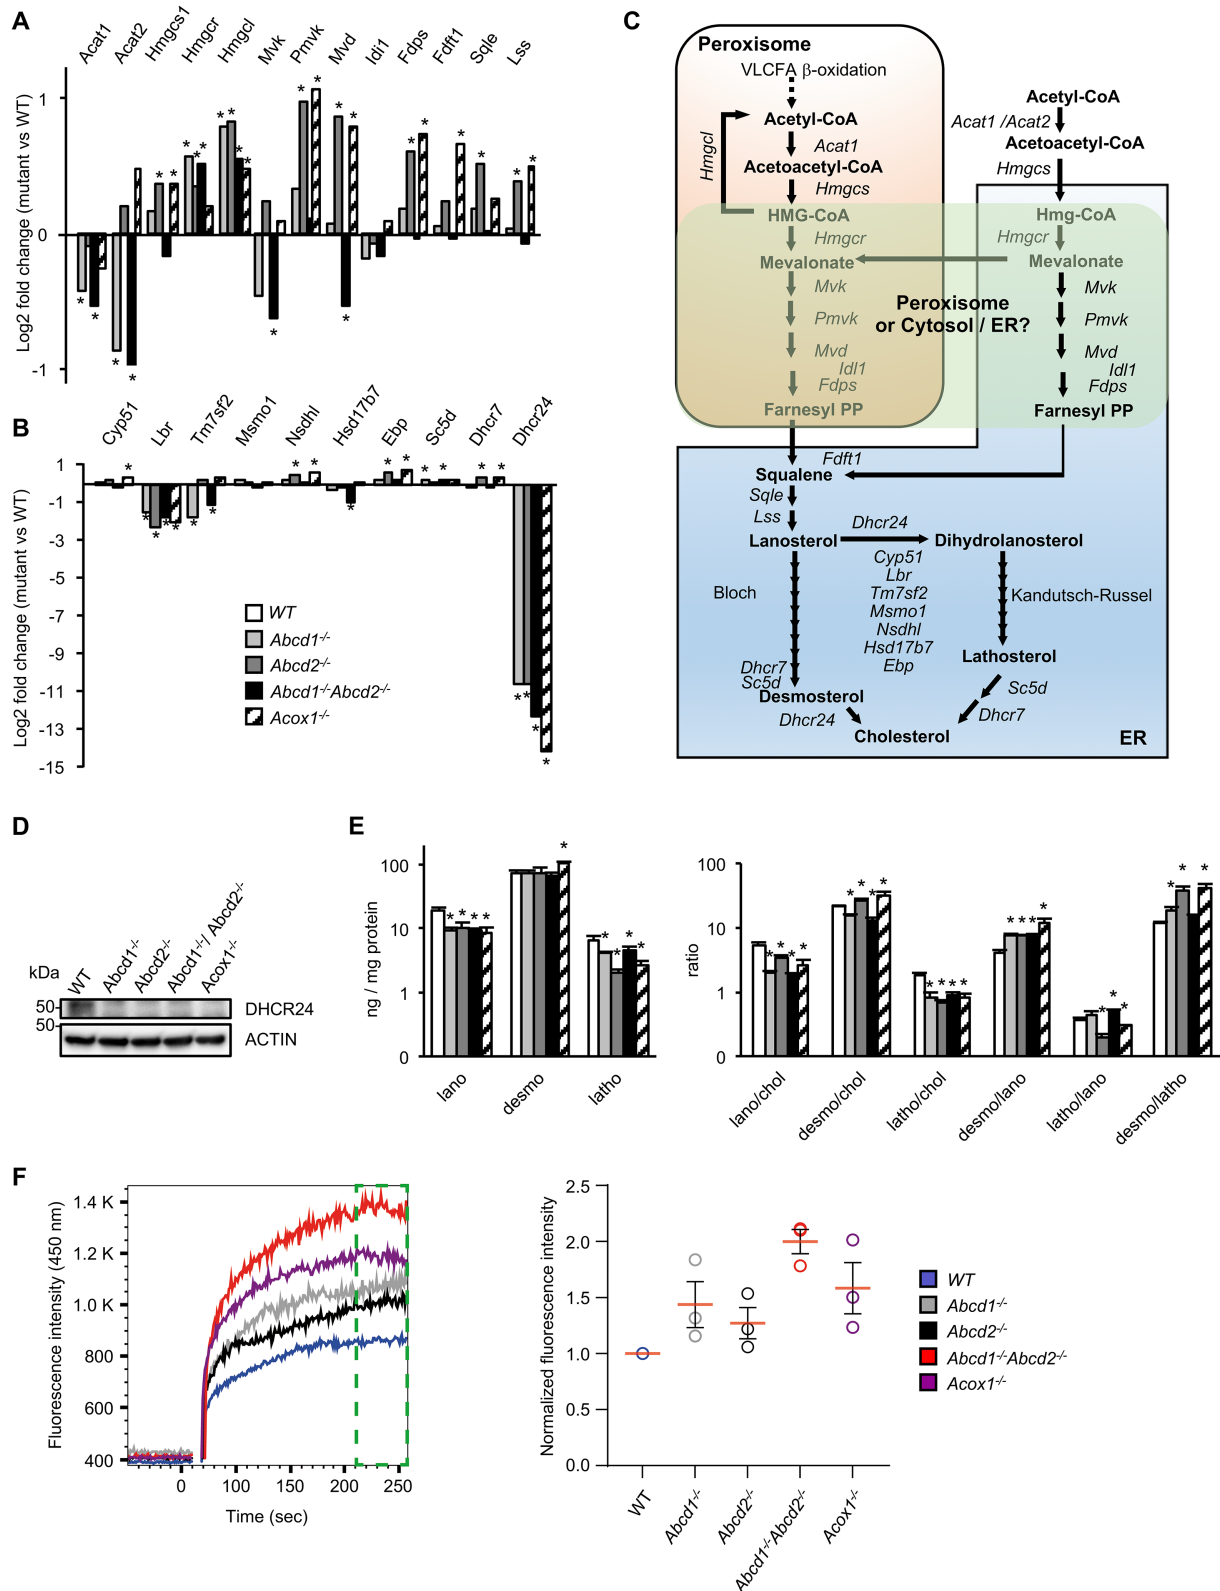 A
Acat1
Acat2
Hmgcs1
Hmgcr
Hmgcl
Mvk
Pmvk
Mvd
Idi1
Fdps
Fdft1
Sqle
Lss
Log2 fold change (mutant vs WT)
1
0
-1
* * * * * * * * * * * * * * * * * * * * * * *
B
Cyp51
Lbr
Tm7sf2
Msmo1
Nsdhl
Hsd17b7
Ebp
Sc5d
Dhcr7
Dhcr24
Log2 fold change (mutant vs WT)
1
-1
-3
-5
-7
-9
-11
-13
-15
WT
Abcd1-/-
Abcd2-/-
Abcd1-/-Abcd2-/-
Acox1-/-
C
Peroxisome
VLCFA β-oxidation
Acetyl-CoA
Acat1
Acetoacetyl-CoA
Hmgcs
Hmgcl
HMG-CoA
Hmgcr
Mevalonate
Mvk
Pmvk
Mvd
Idl1
Fdps
Farnesyl PP
Acetyl-CoA
Acat1 /Acat2
Acetoacetyl-CoA
Hmgcs
Hmg-CoA
Hmgcr
Mevalonate
Mvk
Pmvk
Mvd
Idl1
Fdps
Farnesyl PP
Peroxisome
or Cytosol / ER?
Fdft1
Squalene
Sqle
Lss
Lanosterol
Dhcr24
Dihydrolanosterol
Cyp51
Lbr
Tm7sf2
Msmo1
Nsdhl
Hsd17b7
Ebp
Bloch
Kandutsch-Russel
Lathosterol
Dhcr7
Sc5d
Desmosterol
Sc5d
Dhcr7
Dhcr24
Cholesterol
ER
D
kDa
WT
Abcd1-/-
Abcd2-/-
Abcd1-/-/ Abcd2-/-
Acox1-/-
50-
DHCR24
50-
ACTIN
E
ng / mg protein
100
10
1
0
lano
desmo
latho
ratio
100
10
1
0
lano/chol
desmo/chol
latho/chol
desmo/lano
latho/lano
desmo/latho
F
Fluorescence intensity (450 nm)
1.4 K
1.2 K
1.0 K
800
600
400
0 100 150 200 250
Time (sec)
Normalized fluorescence intensity
2.5
2.0
1.5
1.0
0.5
0.0
WT
Abcd1-/-
Abcd2-/-
Abcd1-/-Abcd2-/-
Acox1-/-
WT
Abcd1-/-
Abcd2-/-
Abcd1-/-Abcd2-/-
Acox1-/-